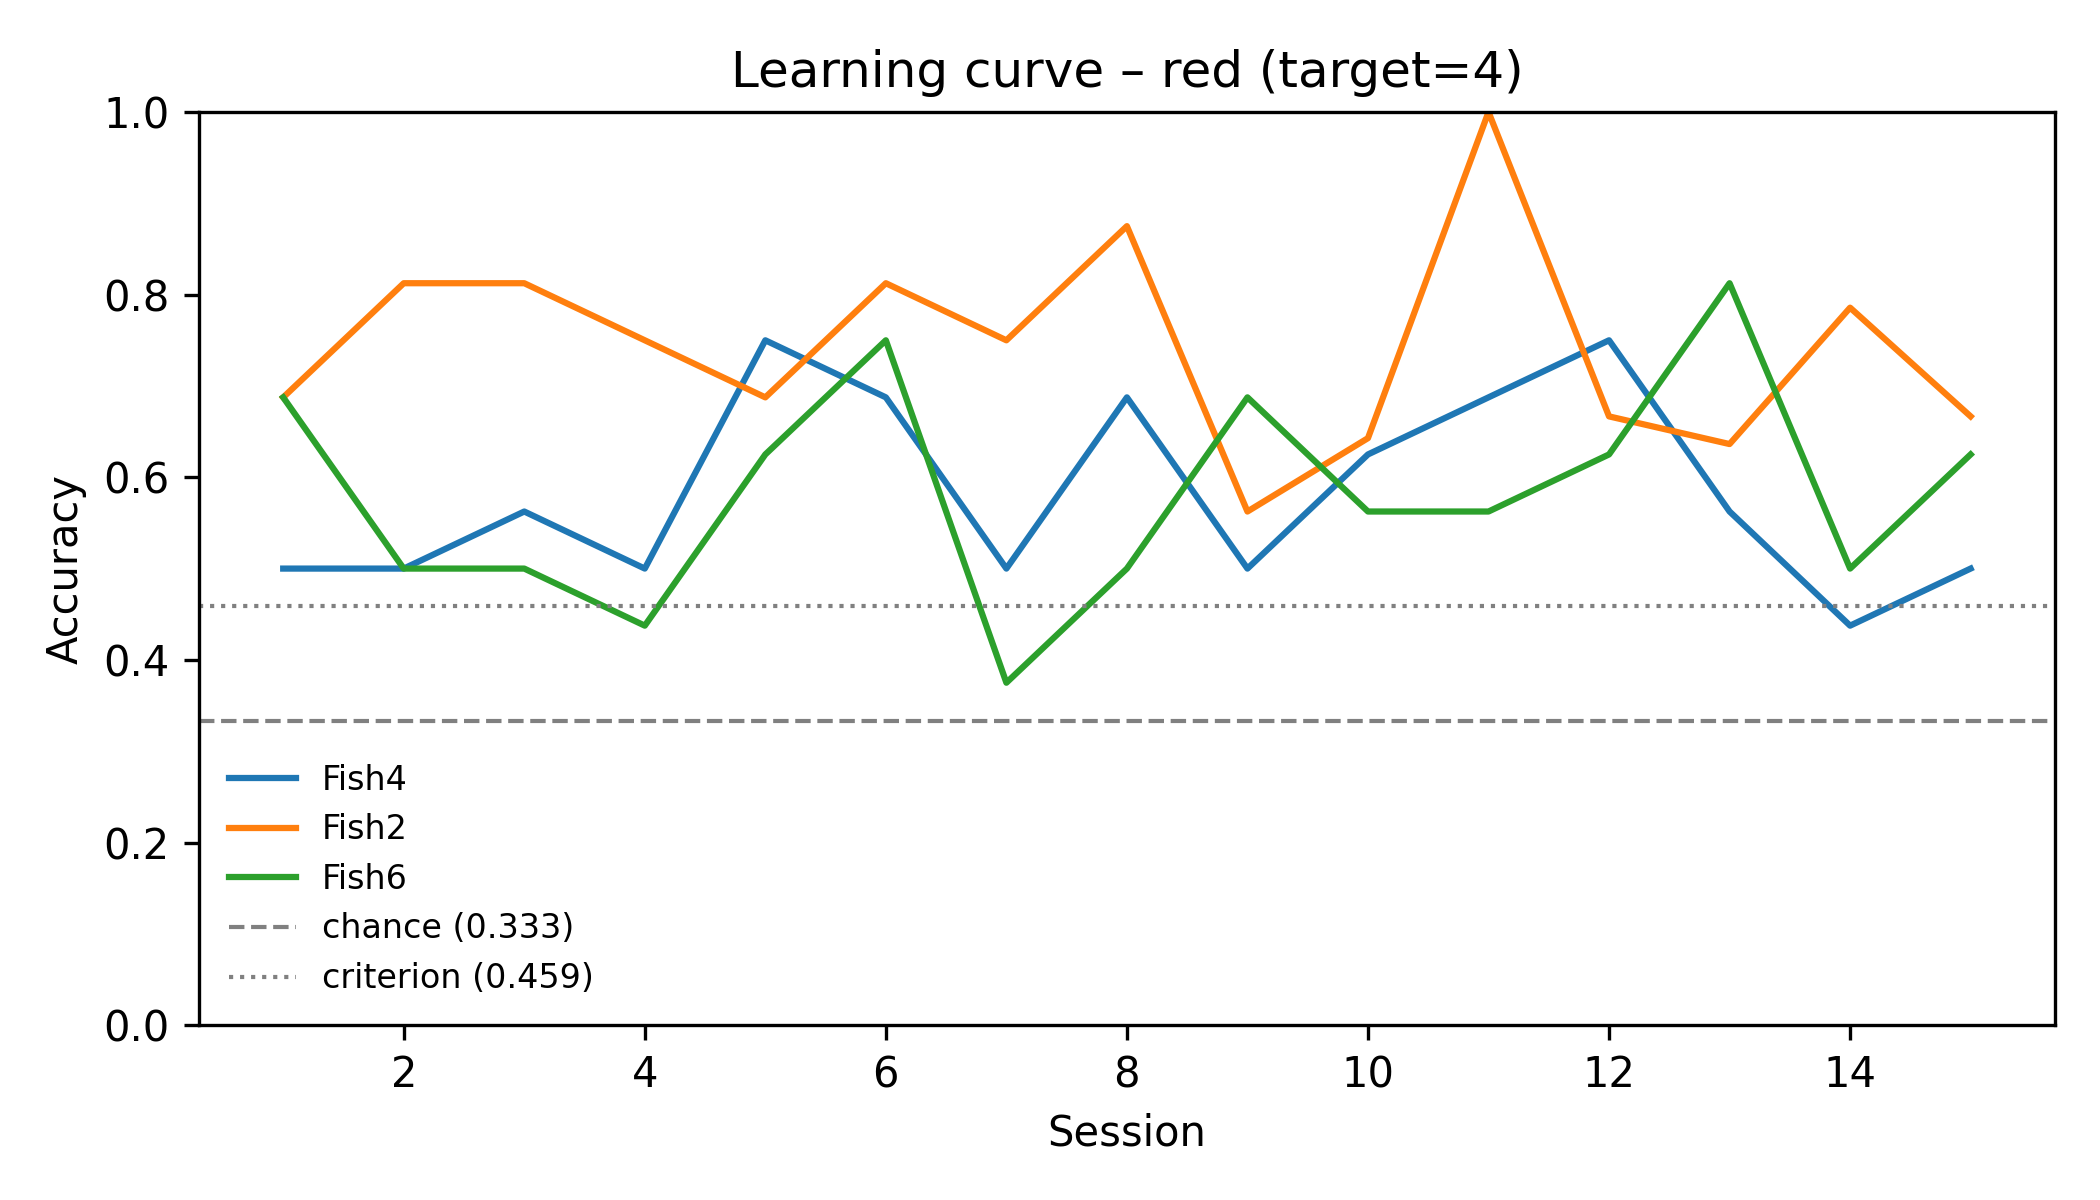 Learning curve – red (target=4)
1.0
0.8
0.6
0.4
0.2
0.0
Accuracy
Fish4
Fish2
Fish6
chance (0.333)
criterion (0.459)
2 4 6 8 10 12 14
Session